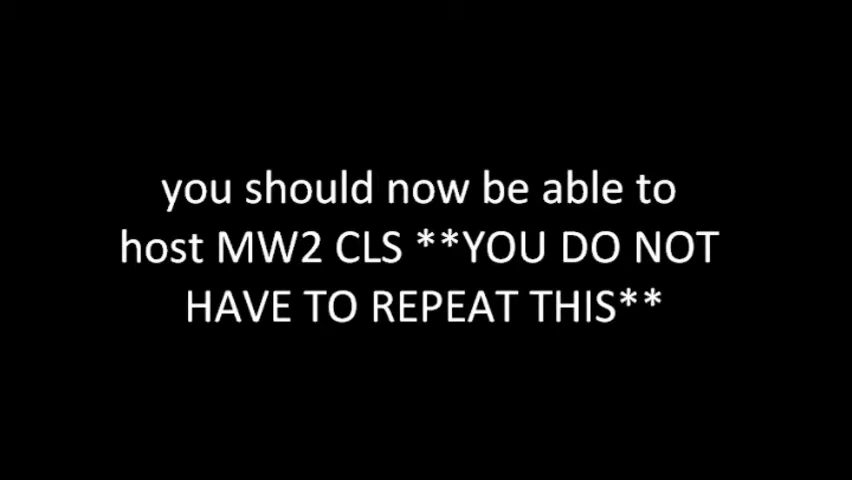 you should now be able to
host MW2 CLS **YOU DO NOT
HAVE TO REPEAT THIS**